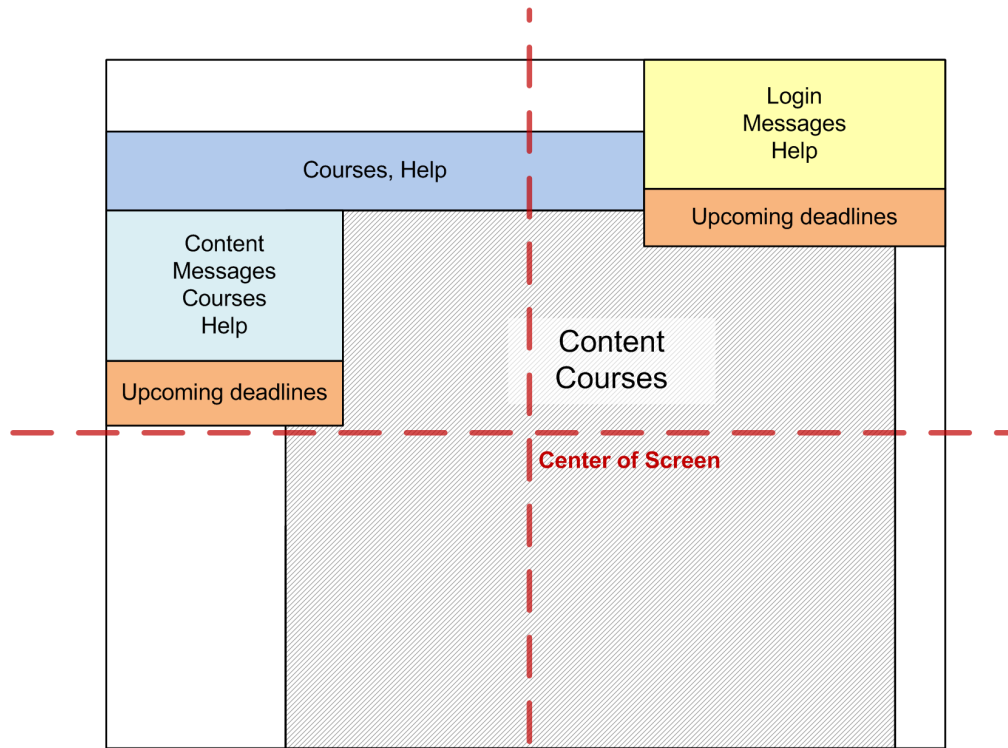 Login
Messages
Help
Courses, Help
Upcoming deadlines
Content
Messages
Courses
Help
Upcoming deadlines
Content
Courses
Center of Screen